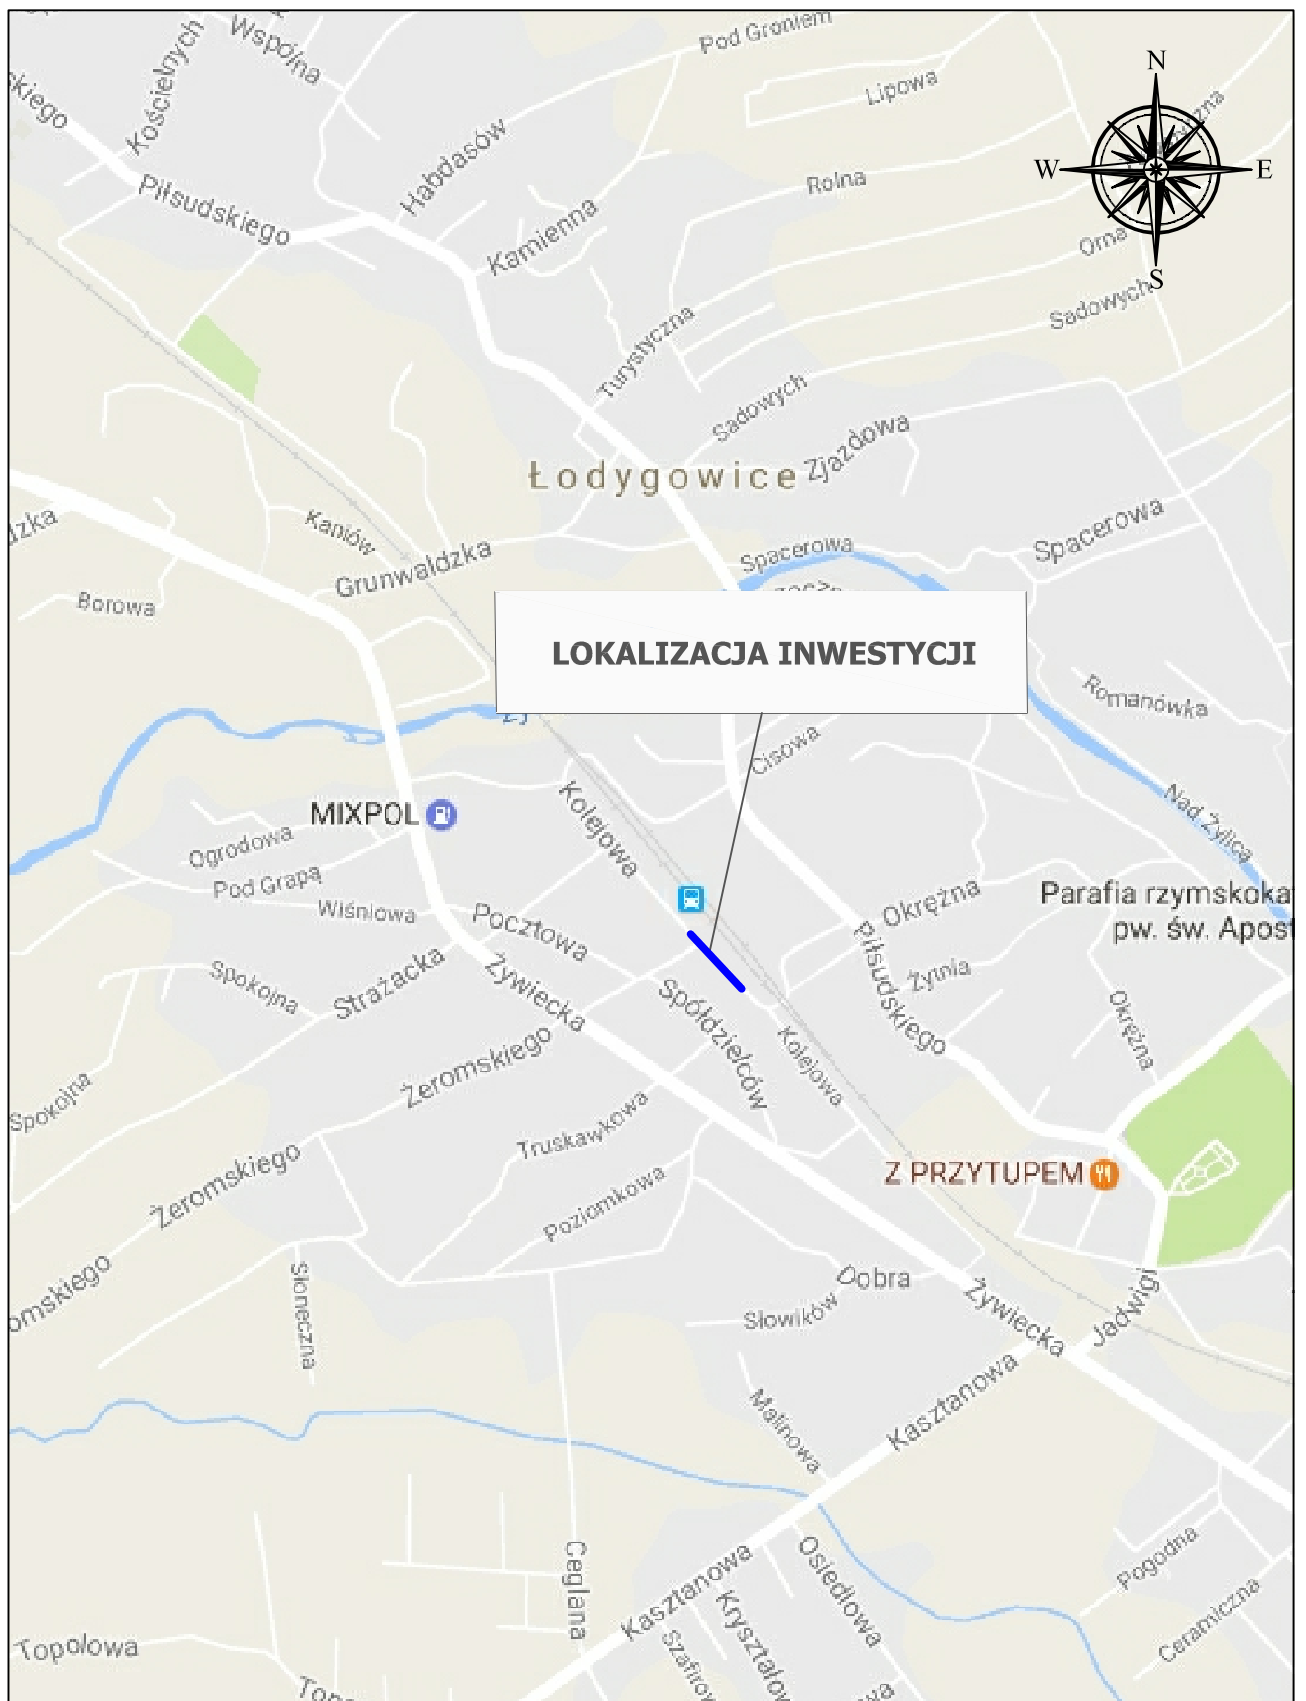 Wspólna
Kościelnych
Pod Groniem
Lipowa
N
W
E
S
Habdasów
Rolna
Piłsudskiego
Kamienna
Orna
Sadowych
Turystyczna
Sadowych
Zjazdowa
Łodygowice
Kaniów
Grunwaldzka
Spacerowa
Spacerowa
Borowa
LOKALIZACJA INWESTYCJI
Romanówka
Cisowa
Kolejowa
MIXPOL
Nad Żylicą
Ogrodowa
Pod Grapą
Wiśniowa
Okrężna
Parafia rzymskoka
pw. św. Apost
Pocztowa
Piłsudskiego
Strażacka
Spokojna
Żywiecka
Żytnia
Spółdzielców
Kolejowa
Okrężna
Żeromskiego
Spokojna
Truskawkowa
Z PRZYTUPEM
Żeromskiego
Poziomkowa
omskiego
Słoneczna
Dobra
Słowików
Żywiecka
Jadwigi
Malinowa
Kasztanowa
Ceglana
Kasztanowa
Osiedlowa
Pogodna
Ceramiczna
Topolowa